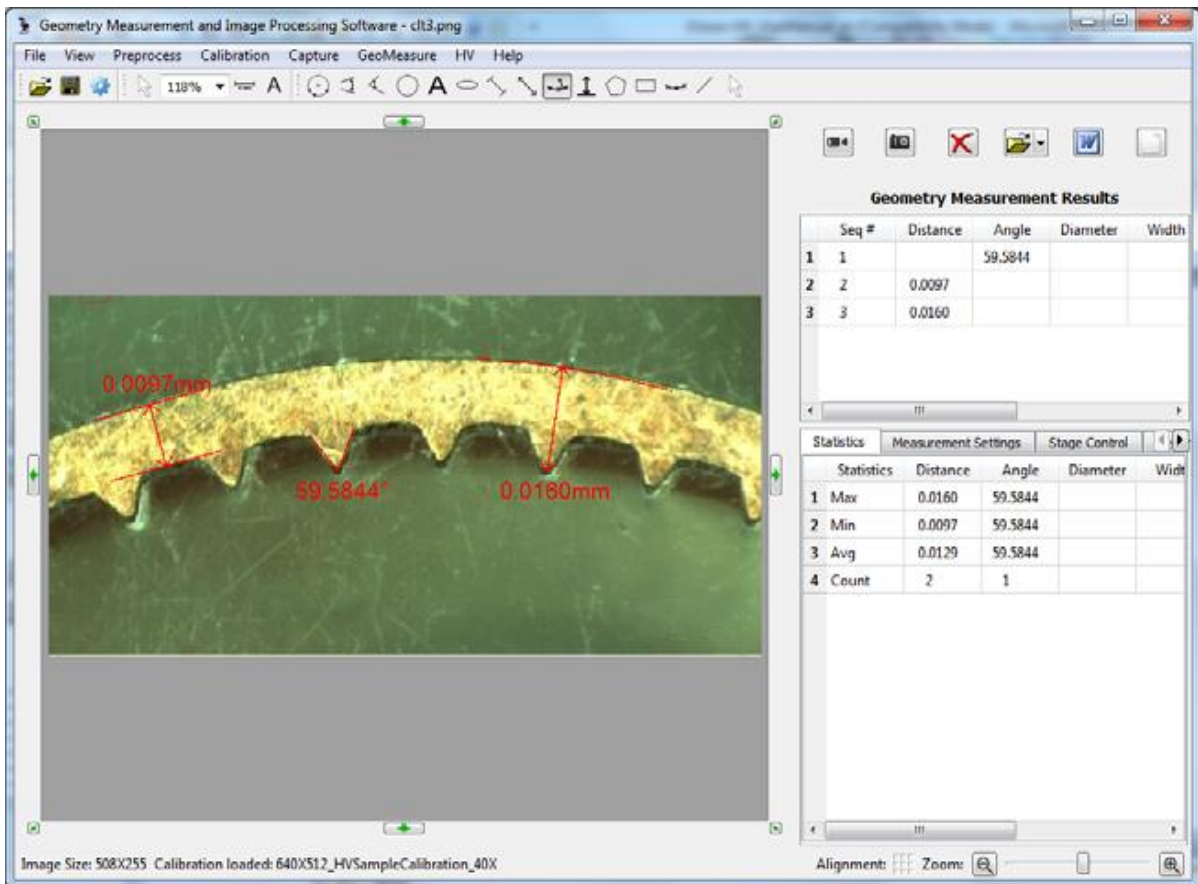 Geometry Measurement and Image Processing Software - clt3.png
File View Preprocess Calibration Capture GeoMeasure HV Help
118% A A
Geometry Measurement Results
Seq # Distance Angle Diameter Width
1 1 59.5844
2 2 0.0097
3 3 0.0160
0.0097mm
59.5844°
0.0160mm
Statistics Measurement Settings Stage Control
Statistics Distance Angle Diameter Widt
1 Max 0.0160 59.5844
2 Min 0.0097 59.5844
3 Avg 0.0129 59.5844
4 Count 2 1
Image Size: 508X255 Calibration loaded: 640X512_HVSampleCalibration_40X
Alignment: Zoom: